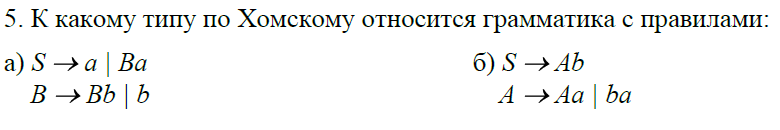 5. К какому типу по Хомскому относится грамматика с правилами:
а) S → a | Ba б) S → Ab
B → Bb | b A → Aa | ba